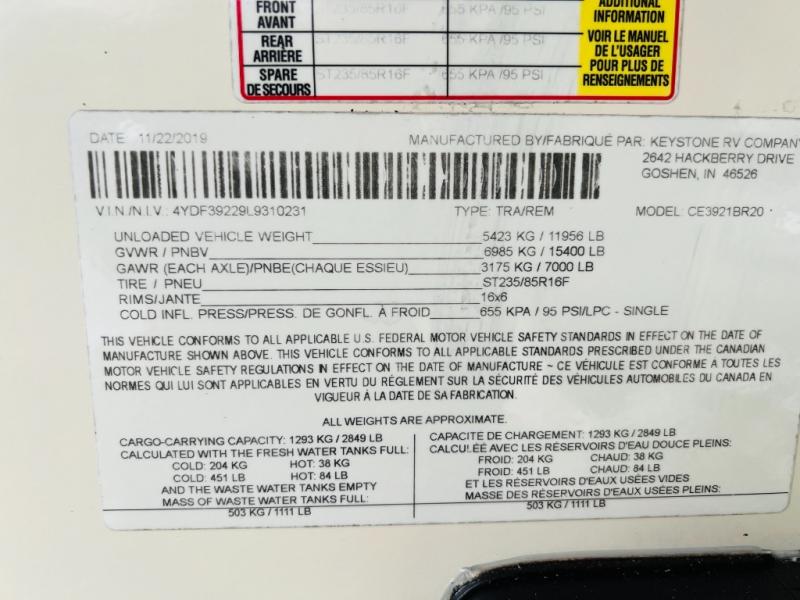 FRONT
AVANT
ST235/85R16F
655 KPA /95 PSI
REAR
ARRIÈRE
ST235/85R16F
655 KPA /95 PSI
SPARE
DE SECOURS
ST235/85R16F
655 KPA /95 PSI
ADDITIONAL
INFORMATION
VOIR LE MANUEL
DE L'USAGER
POUR PLUS DE
RENSEIGNEMENTS
DATE: 11/22/2019
MANUFACTURED BY/FABRIQUÉ PAR: KEYSTONE RV COMPANY
2642 HACKBERRY DRIVE
GOSHEN, IN 46526
V.I.N./N.I.V.: 4YDF39229L9310231 TYPE: TRA/REM MODEL: CE3921BR20
UNLOADED VEHICLE WEIGHT 5423 KG / 11956 LB
GVWR / PNBV 6985 KG/ 15400 LB
GAWR (EACH AXLE)/PNBE(CHAQUE ESSIEU) 3175 KG/ 7000 LB
TIRE / PNEU ST235/85R16F
RIMS/JANTE 16x6
COLD INFL. PRESS/PRESS. DE GONFL. À FROID 655 KPA / 95 PSI/LPC - SINGLE
THIS VEHICLE CONFORMS TO ALL APPLICABLE U.S. FEDERAL MOTOR VEHICLE SAFETY STANDARDS IN EFFECT ON THE DATE OF
MANUFACTURE SHOWN ABOVE. THIS VEHICLE CONFORMS TO ALL APPLICABLE STANDARDS PRESCRIBED UNDER THE CANADIAN
MOTOR VEHICLE SAFETY REGULATIONS IN EFFECT ON THE DATE OF MANUFACTURE ~ CE VÉHICULE EST CONFORME À TOUTES LES
NORMES QUI LUI SONT APPLICABLES EN VERTU DU RÈGLEMENT SUR LA SÉCURITÉ DES VÉHICULES AUTOMOBILES DU CANADA EN
VIGUEUR À LA DATE DE SA FABRICATION.
ALL WEIGHTS ARE APPROXIMATE.
CARGO-CARRYING CAPACITY: 1293 KG / 2849 LB
CALCULATED WITH THE FRESH WATER TANKS FULL:
COLD: 204 KG HOT: 38 KG
COLD: 451 LB HOT: 84 LB
AND THE WASTE WATER TANKS EMPTY
MASS OF WASTE WATER TANKS FULL:
503 KG / 1111 LB
CAPACITE DE CHARGEMENT: 1293 KG / 2849 LB
CALCULÉE AVEC LES RÉSERVOIRS D'EAU DOUCE PLEINS:
FROID: 204 KG CHAUD: 38 KG
FROID: 451 LB CHAUD: 84 LB
ET LES RÉSERVOIRS D'EAU USÉES VIDES
MASSE DES RÉSERVOIRS D'EAU USÉES PLEINS:
503 KG / 1111 LB